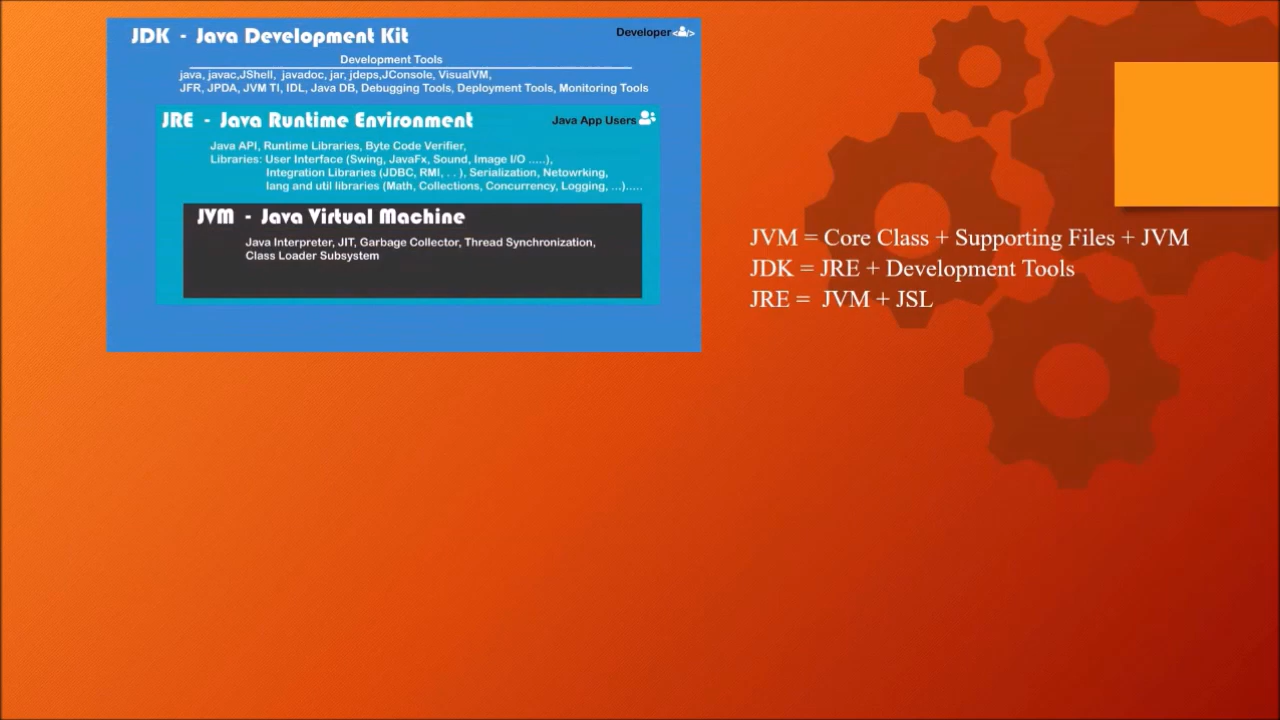 JDK - Java Development Kit
Developer
Development Tools
java, javac,JShell, javadoc, jar, jdeps,JConsole, VisualVM,
JFR, JPDA, JVM TI, IDL, Java DB, Debugging Tools, Deployment Tools, Monitoring Tools
JRE - Java Runtime Environment
Java App Users
Java API, Runtime Libraries, Byte Code Verifier,
Libraries: User Interface (Swing, JavaFx, Sound, Image I/O .....),
Integration Libraries (JDBC, RMI, . . ), Serialization, Netowrking,
lang and util libraries (Math, Collections, Concurrency, Logging, ...).....
JVM - Java Virtual Machine
Java Interpreter, JIT, Garbage Collector, Thread Synchronization,
Class Loader Subsystem
JVM = Core Class + Supporting Files + JVM
JDK = JRE + Development Tools
JRE = JVM + JSL